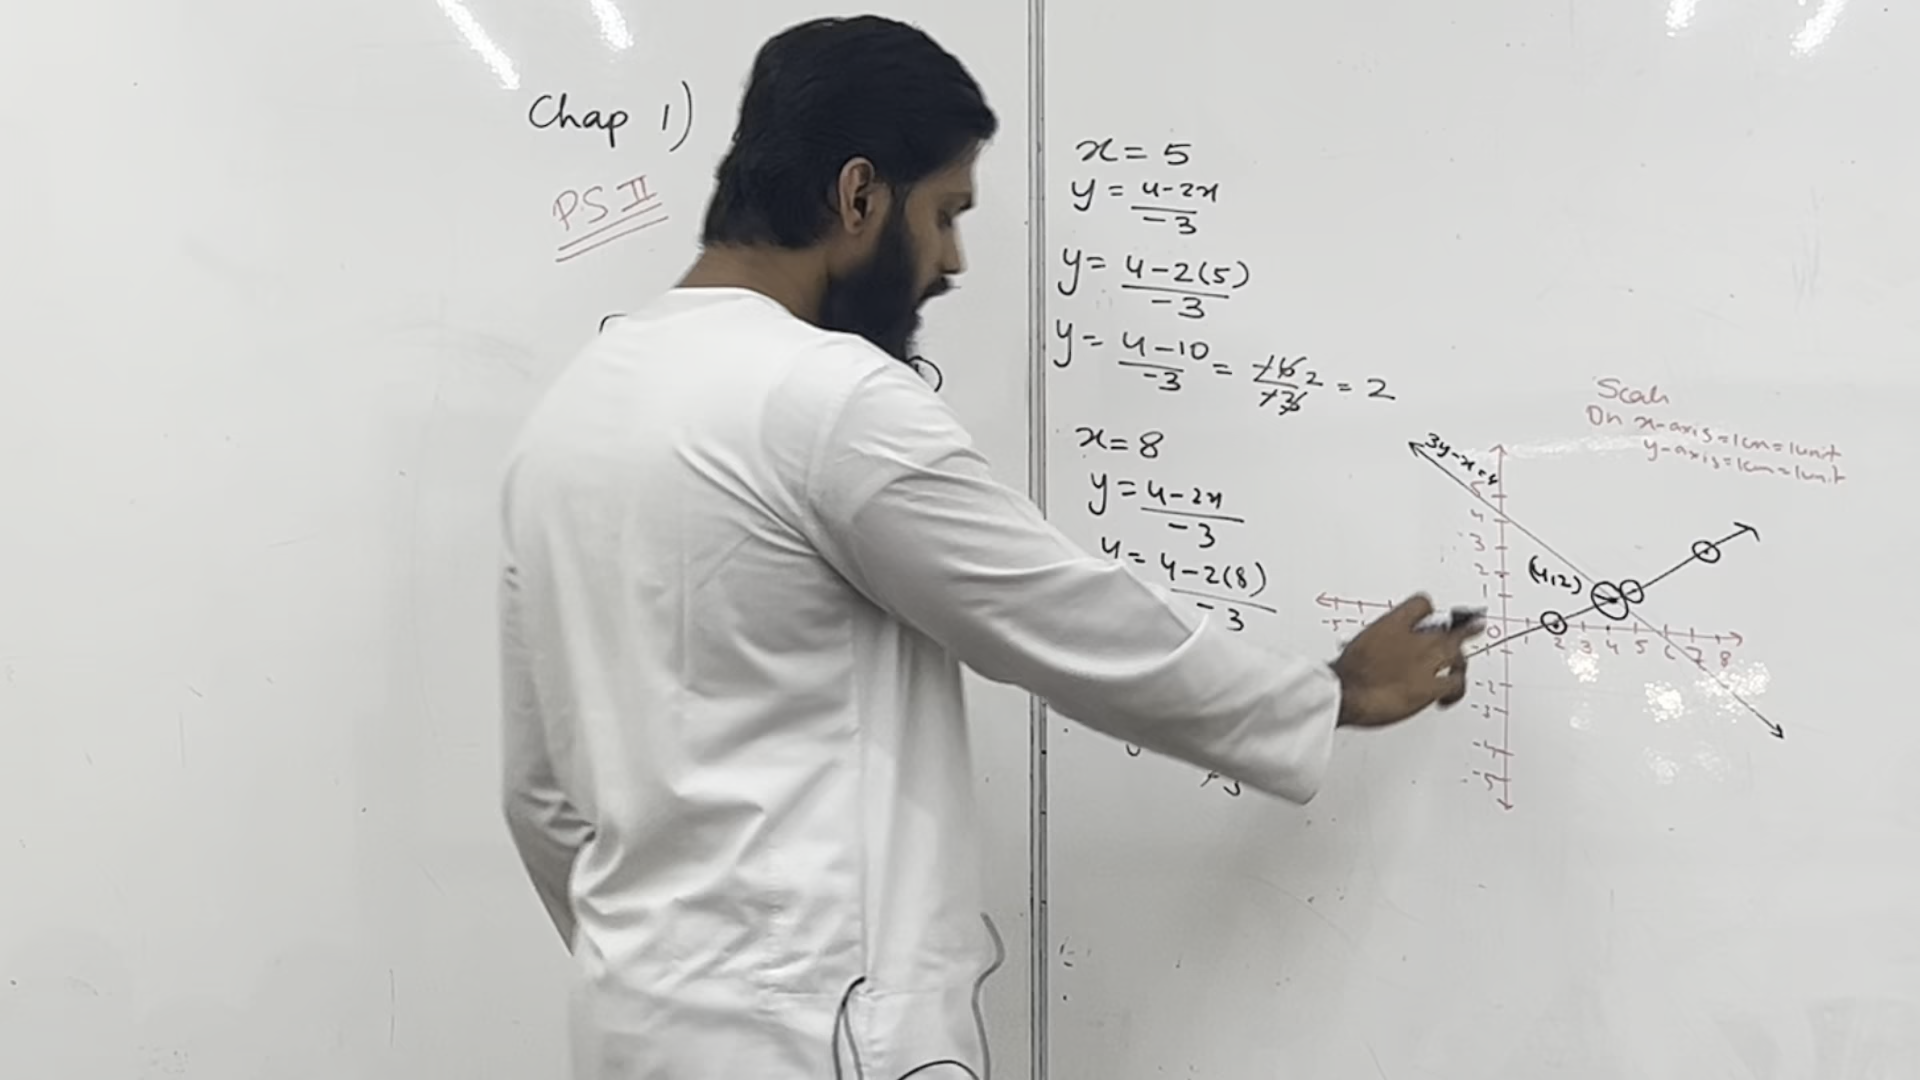 Chap 1)
PS II
x = 5
y = 4-2x / -3
y = 4-2(5) / -3
y = 4-10 / -3 = -6 / -3 2 = 2
x = 8
y = 4-2x / -3
y = 4-2(8) / -3
Scale
On x-axis = 1cm = 1unit
y-axis = 1cm = 1unit
3y-x=
5
4
3
2
1
(4,2)
-5
0 1 2 3 4 5 6 7 8
-1
-2
-3
-4
-5